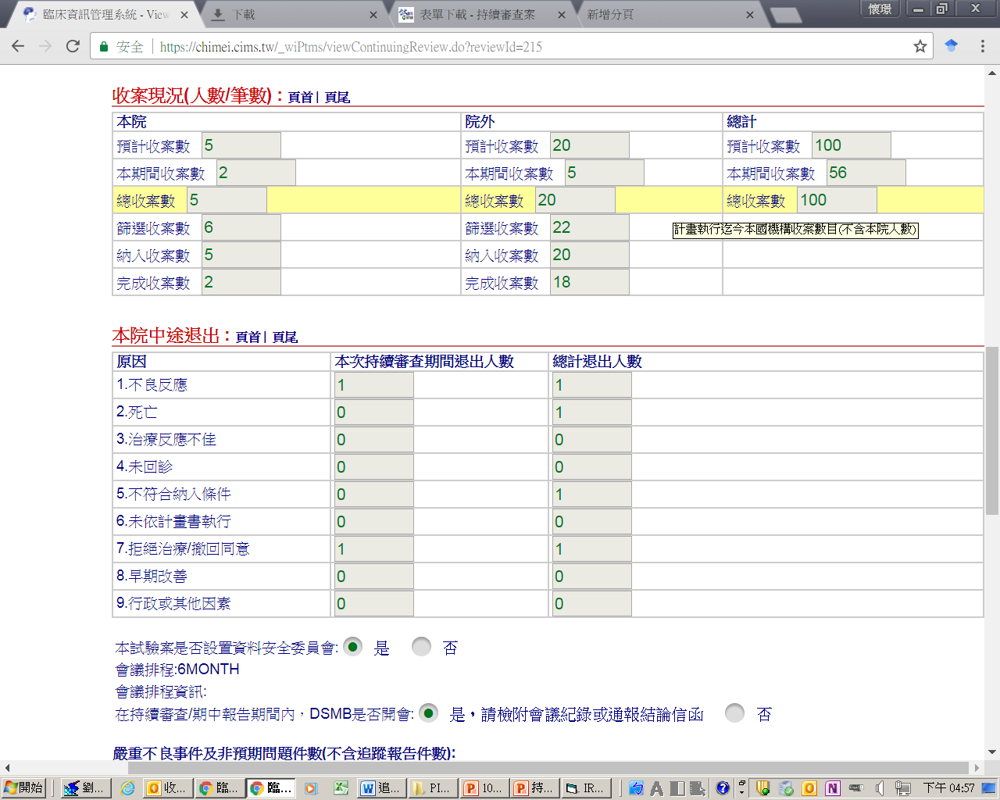 臨床資訊管理系統 - View
下載
表單下載 - 持續審查案
新增分頁
懷璟
安全
https://chimei.cims.tw/_wiPtms/viewContinuingReview.do?reviewId=215
收案現況(人數/筆數)：頁首| 頁尾
本院 院外 總計
預計收案數 5 預計收案數 20 預計收案數 100
本期間收案數 2 本期間收案數 5 本期間收案數 56
總收案數 5 總收案數 20 總收案數 100
篩選收案數 6 篩選收案數 22
計畫執行迄今本國機構收案數目(不含本院人數)
納入收案數 5 納入收案數 20
完成收案數 2 完成收案數 18
本院中途退出：頁首| 頁尾
原因 本次持續審查期間退出人數 總計退出人數
1.不良反應 1 1
2.死亡 0 1
3.治療反應不佳 0 0
4.未回診 0 0
5.不符合納入條件 0 1
6.未依計畫書執行 0 0
7.拒絕治療/撤回同意 1 1
8.早期改善 0 0
9.行政或其他因素 0 0
本試驗案是否設置資料安全委員會: 是 否
會議排程:6MONTH
會議排程資訊:
在持續審查/期中報告期間內，DSMB是否開會: 是，請檢附會議紀錄或通報結論信函 否
嚴重不良事件及非預期問題件數(不含追蹤報告件數):
開始 劉... 收... 臨... 臨... 追... PI... 10... 持... IR... 下午 04:57